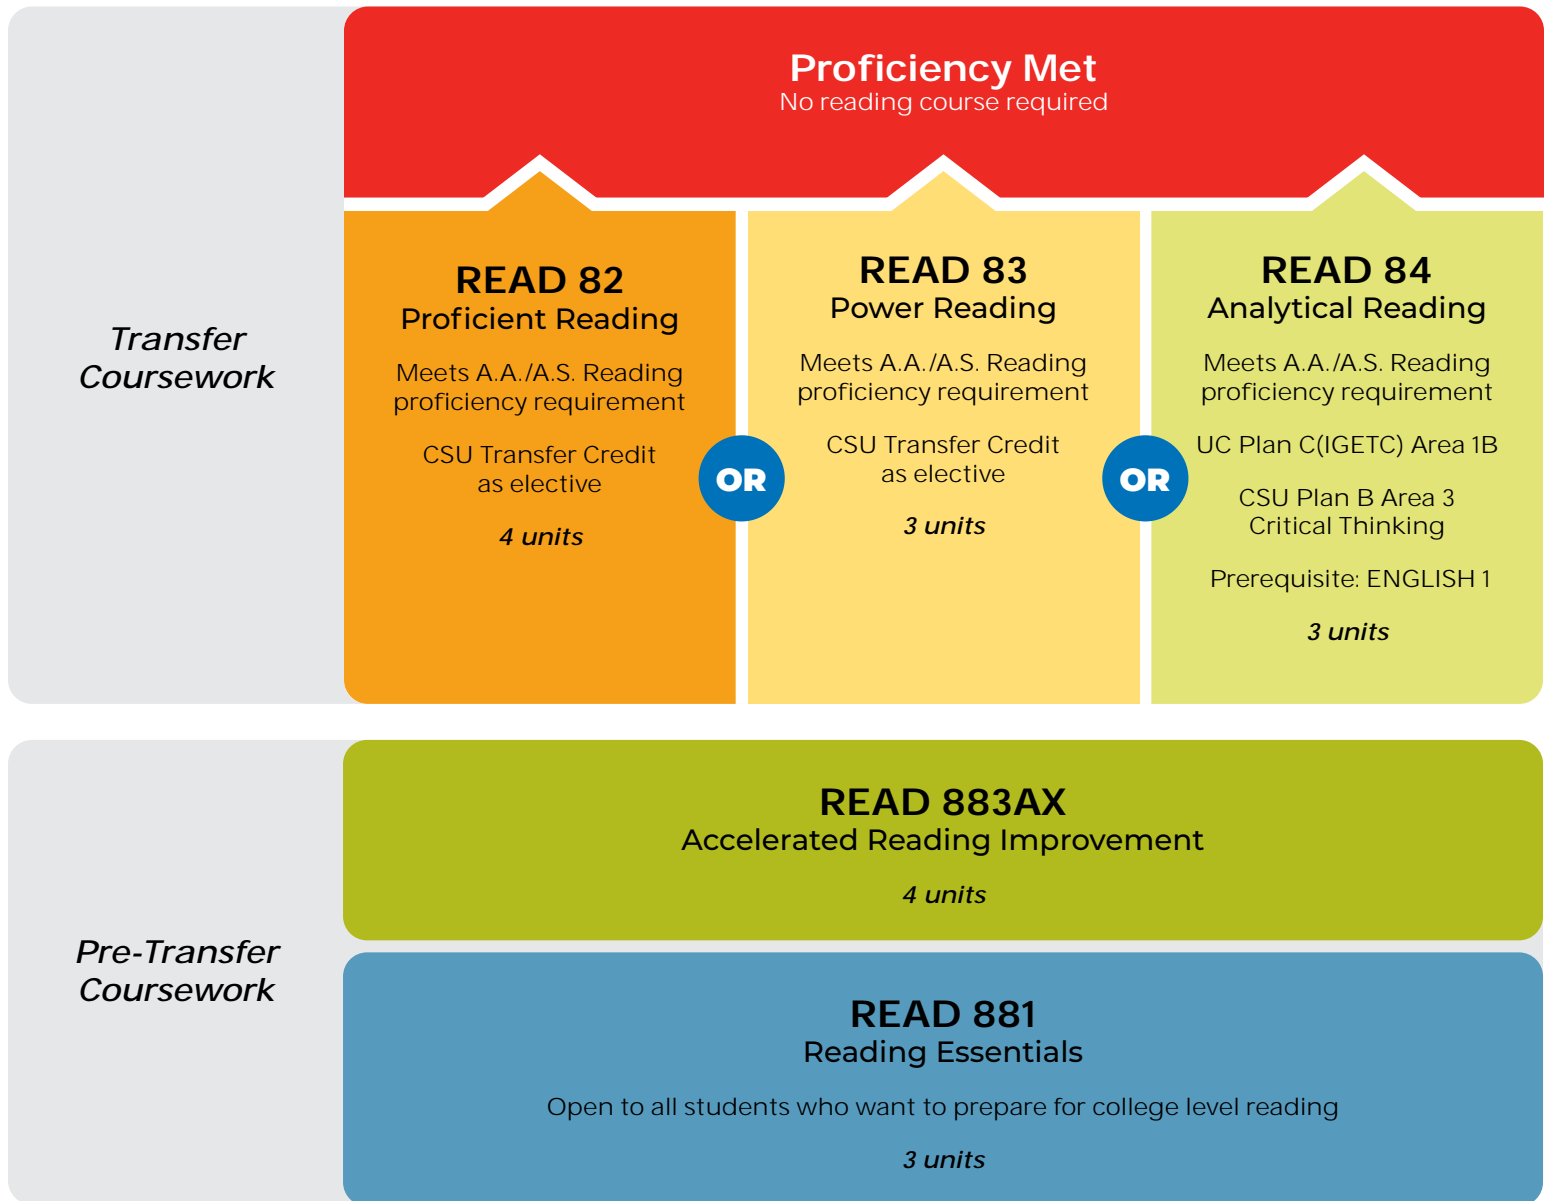 Proficiency Met
No reading course required
Transfer
Coursework
READ 82
Proficient Reading
Meets A.A./A.S. Reading
proficiency requirement
CSU Transfer Credit
as elective
4 units
OR
READ 83
Power Reading
Meets A.A./A.S. Reading
proficiency requirement
CSU Transfer Credit
as elective
3 units
OR
READ 84
Analytical Reading
Meets A.A./A.S. Reading
proficiency requirement
UC Plan C(IGETC) Area 1B
CSU Plan B Area 3
Critical Thinking
Prerequisite: ENGLISH 1
3 units
Pre-Transfer
Coursework
READ 883AX
Accelerated Reading Improvement
4 units
READ 881
Reading Essentials
Open to all students who want to prepare for college level reading
3 units